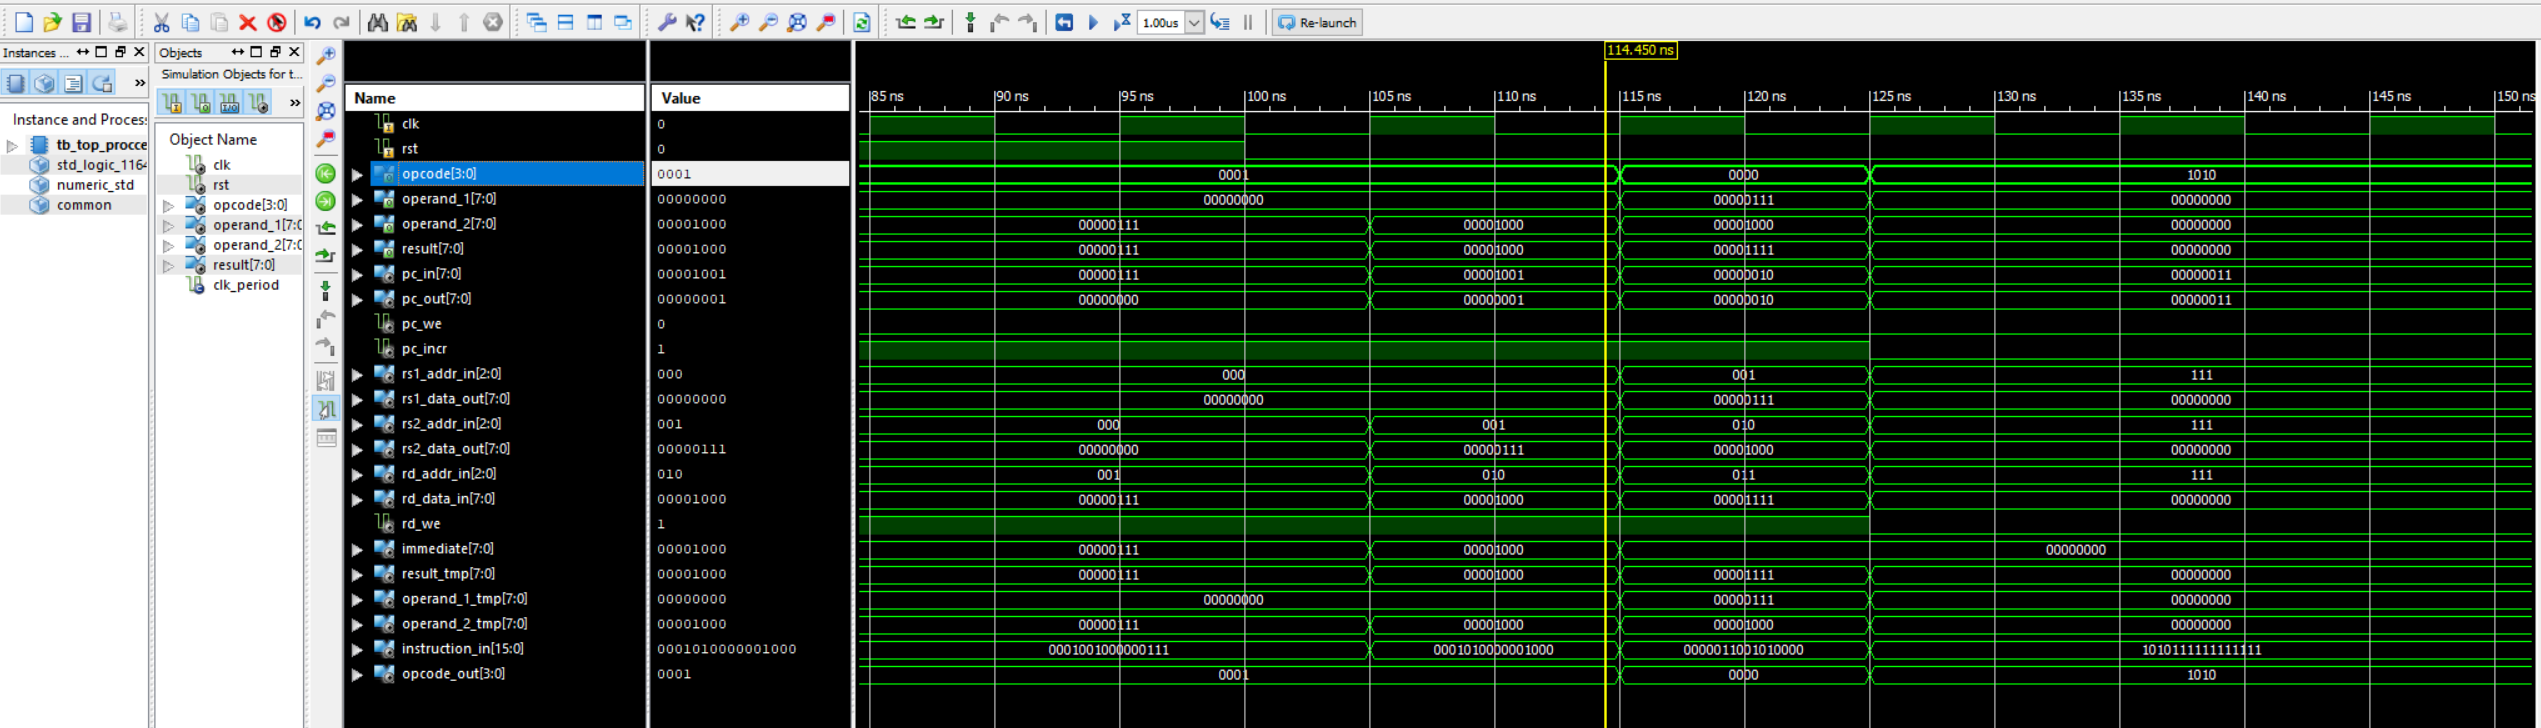 1.00us
Re-launch
Instances ...
Objects
Simulation Objects for t...
Instance and Process
tb_top_procce
std_logic_1164
numeric_std
common
Object Name
clk
rst
opcode[3:0]
operand_1[7:0
operand_2[7:0
result[7:0]
clk_period
114.450 ns
Name Value
85 ns 90 ns 95 ns 100 ns 105 ns 110 ns 115 ns 120 ns 125 ns 130 ns 135 ns 140 ns 145 ns 150 ns
clk 0
rst 0
opcode[3:0] 0001 0001 0000 1010
operand_1[7:0] 00000000 00000000 00000111 00000000
operand_2[7:0] 00001000 00000111 00001000 00001000 00000000
result[7:0] 00001000 00000111 00001000 00001111 00000000
pc_in[7:0] 00001001 00000111 00001001 00000010 00000011
pc_out[7:0] 00000001 00000000 00000001 00000010 00000011
pc_we 0
pc_incr 1
rs1_addr_in[2:0] 000 000 001 111
rs1_data_out[7:0] 00000000 00000000 00000111 00000000
rs2_addr_in[2:0] 001 000 001 010 111
rs2_data_out[7:0] 00000111 00000000 00000111 00001000 00000000
rd_addr_in[2:0] 010 001 010 011 111
rd_data_in[7:0] 00001000 00000111 00001000 00001111 00000000
rd_we 1
immediate[7:0] 00001000 00000111 00001000 00000000
result_tmp[7:0] 00001000 00000111 00001000 00001111 00000000
operand_1_tmp[7:0] 00000000 00000000 00000111 00000000
operand_2_tmp[7:0] 00001000 00000111 00001000 00001000 00000000
instruction_in[15:0] 0001010000001000 0001001000000111 0001010000001000 0000011001010000 1010111111111111
opcode_out[3:0] 0001 0001 0000 1010